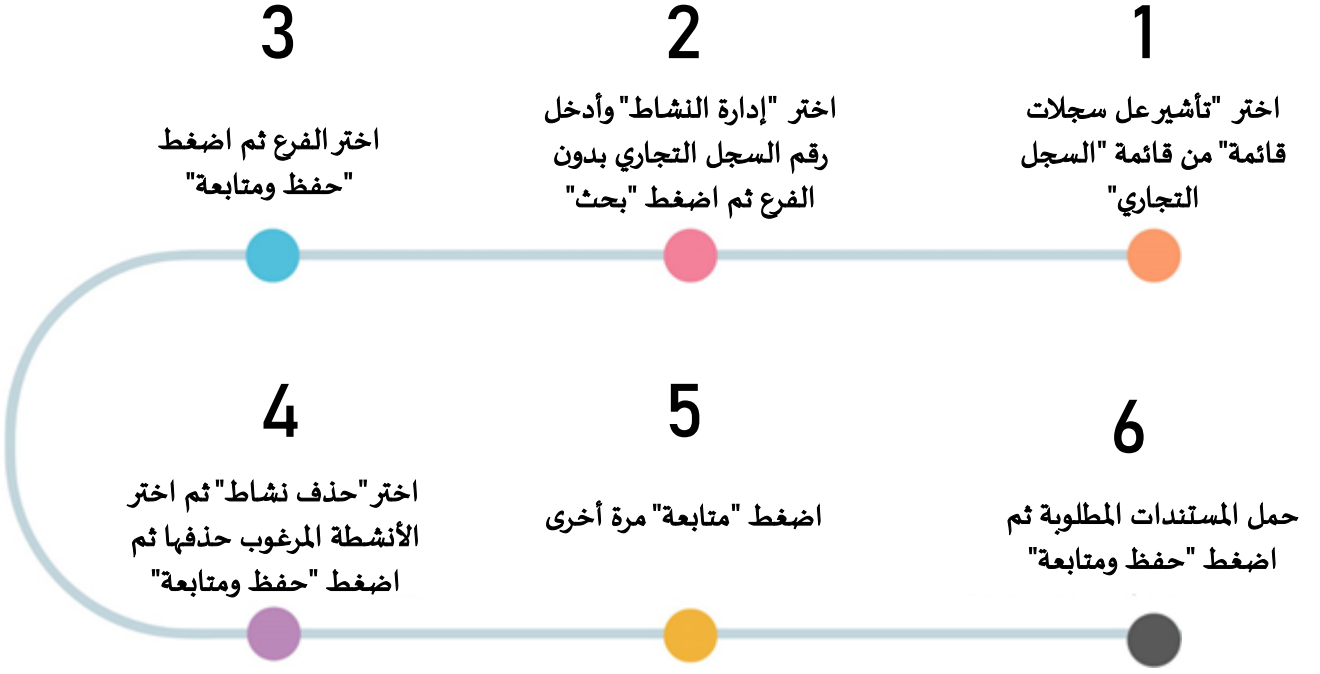 1
اختر "تأشير عل سجلات
قائمة" من قائمة "السجل
التجاري"
2
اختر "إدارة النشاط" وأدخل
رقم السجل التجاري بدون
الفرع ثم اضغط "بحث"
3
اختر الفرع ثم اضغط
"حفظ ومتابعة"
4
اختر "حذف نشاط" ثم اختر
الأنشطة المرغوب حذفها ثم
اضغط "حفظ ومتابعة"
5
اضغط "متابعة" مرة أخرى
6
حمل المستندات المطلوبة ثم
اضغط "حفظ ومتابعة"